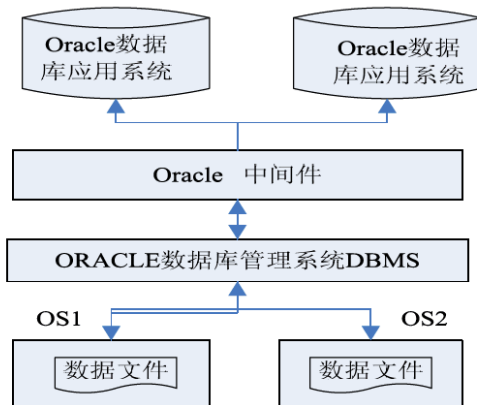 Oracle数据
库应用系统
Oracle数据
库应用系统
Oracle 中间件
ORACLE数据库管理系统DBMS
OS1
OS2
数据文件
数据文件